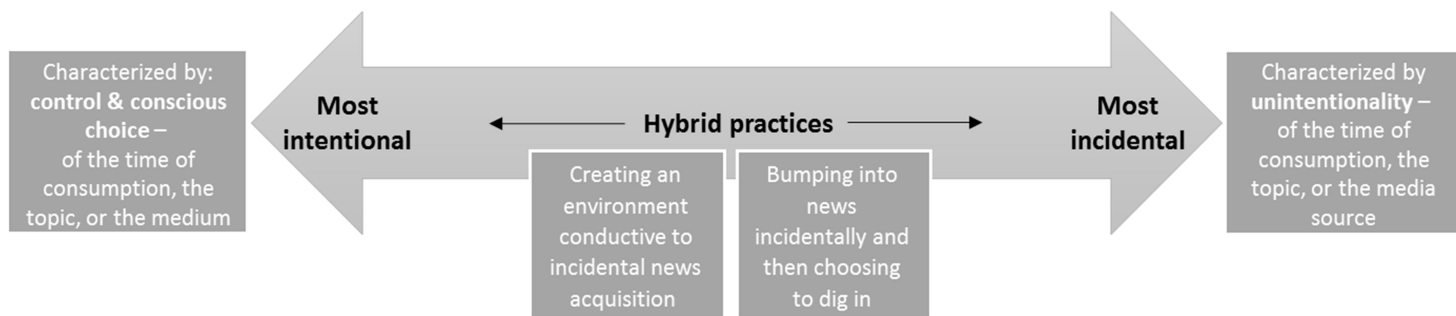 Characterized by:
control & conscious
choice –
of the time of
consumption, the
topic, or the medium
Most
intentional
Hybrid practices
Creating an
environment
conductive to
incidental news
acquisition
Bumping into
news
incidentally and
then choosing
to dig in
Most
incidental
Characterized by
unintentionality –
of the time of
consumption, the
topic, or the media
source